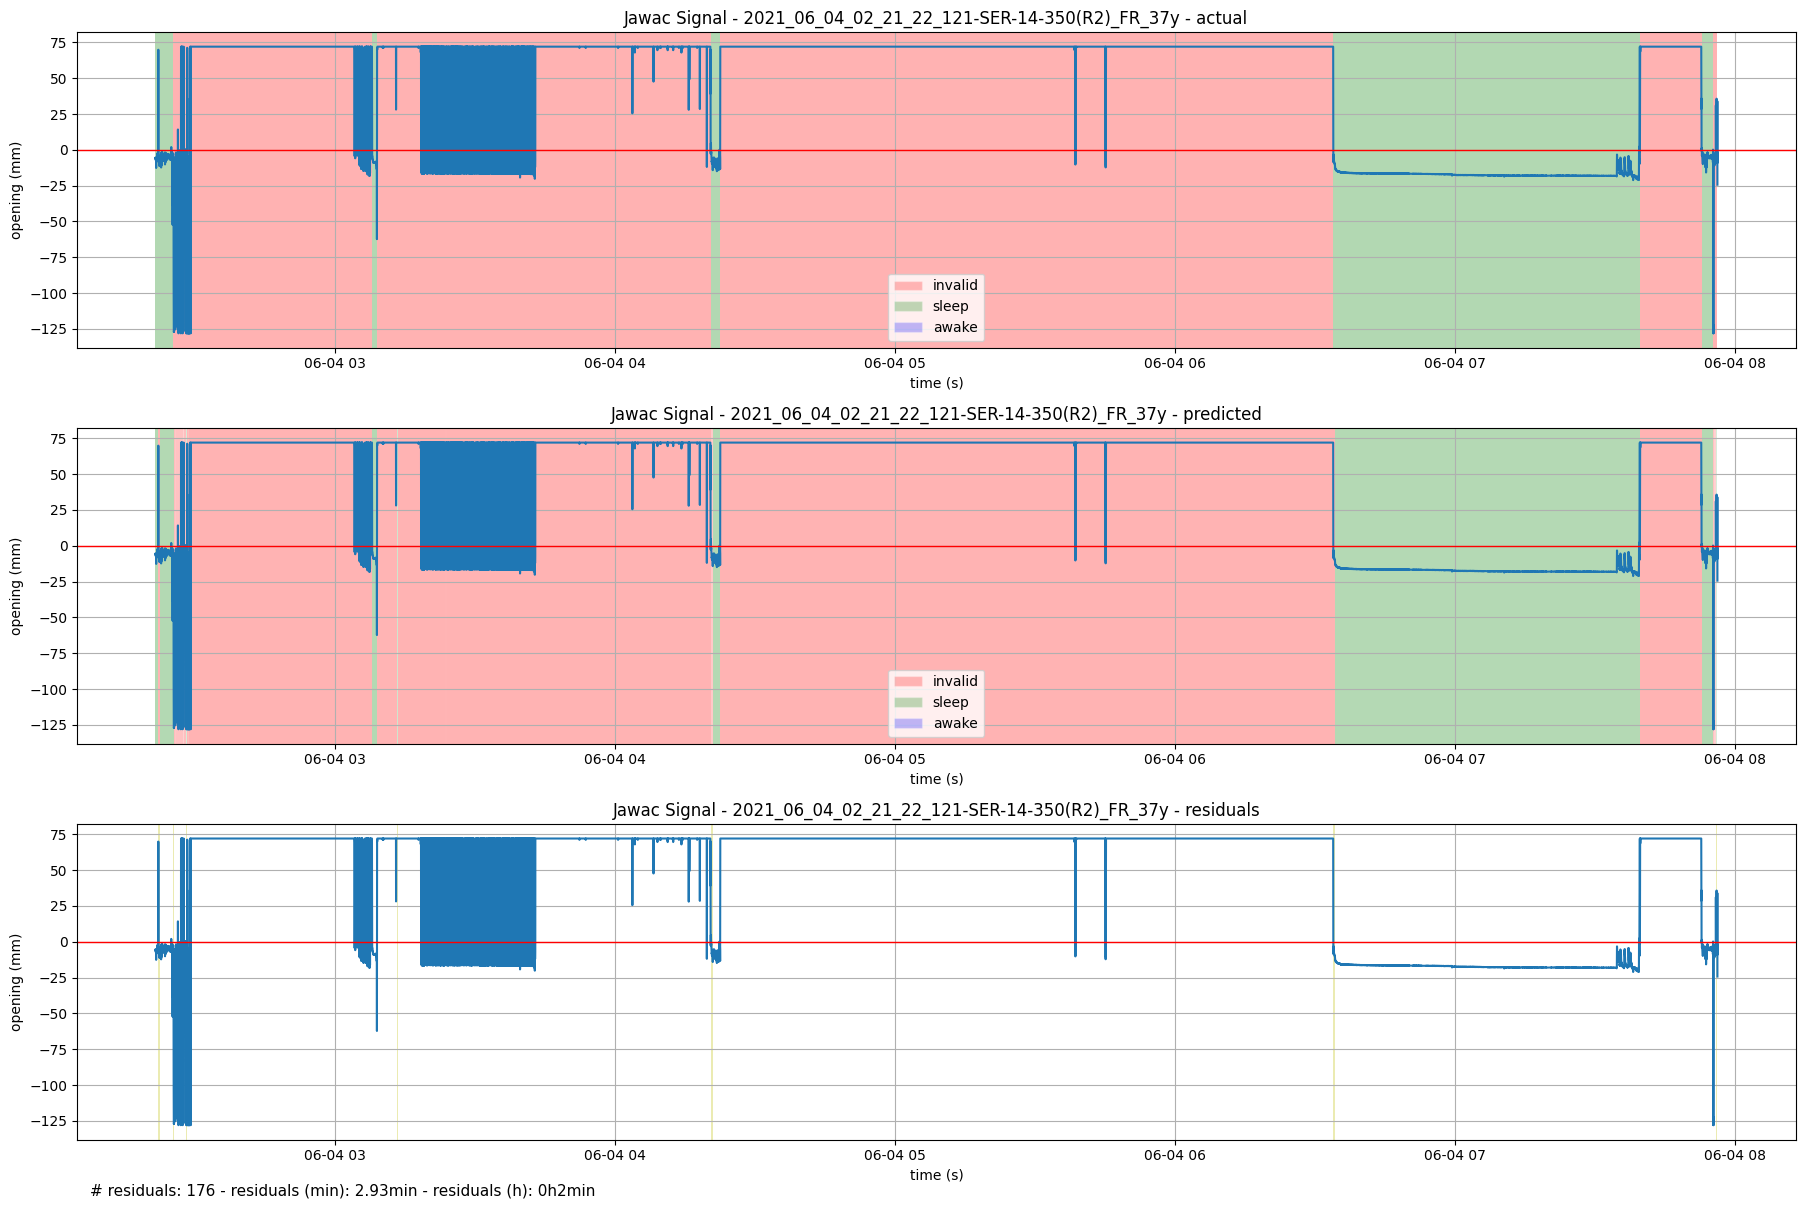 Jawac Signal - 2021_06_04_02_21_22_121-SER-14-350(R2)_FR_37y - actual
75
50
25
0
−25
−50
−75
−100
−125
opening (mm)
invalid
sleep
awake
06-04 03 06-04 04 06-04 05 06-04 06 06-04 07 06-04 08
time (s)
Jawac Signal - 2021_06_04_02_21_22_121-SER-14-350(R2)_FR_37y - predicted
75
50
25
0
−25
−50
−75
−100
−125
opening (mm)
invalid
sleep
awake
06-04 03 06-04 04 06-04 05 06-04 06 06-04 07 06-04 08
time (s)
Jawac Signal - 2021_06_04_02_21_22_121-SER-14-350(R2)_FR_37y - residuals
75
50
25
0
−25
−50
−75
−100
−125
opening (mm)
06-04 03 06-04 04 06-04 05 06-04 06 06-04 07 06-04 08
time (s)
# residuals: 176 - residuals (min): 2.93min - residuals (h): 0h2min